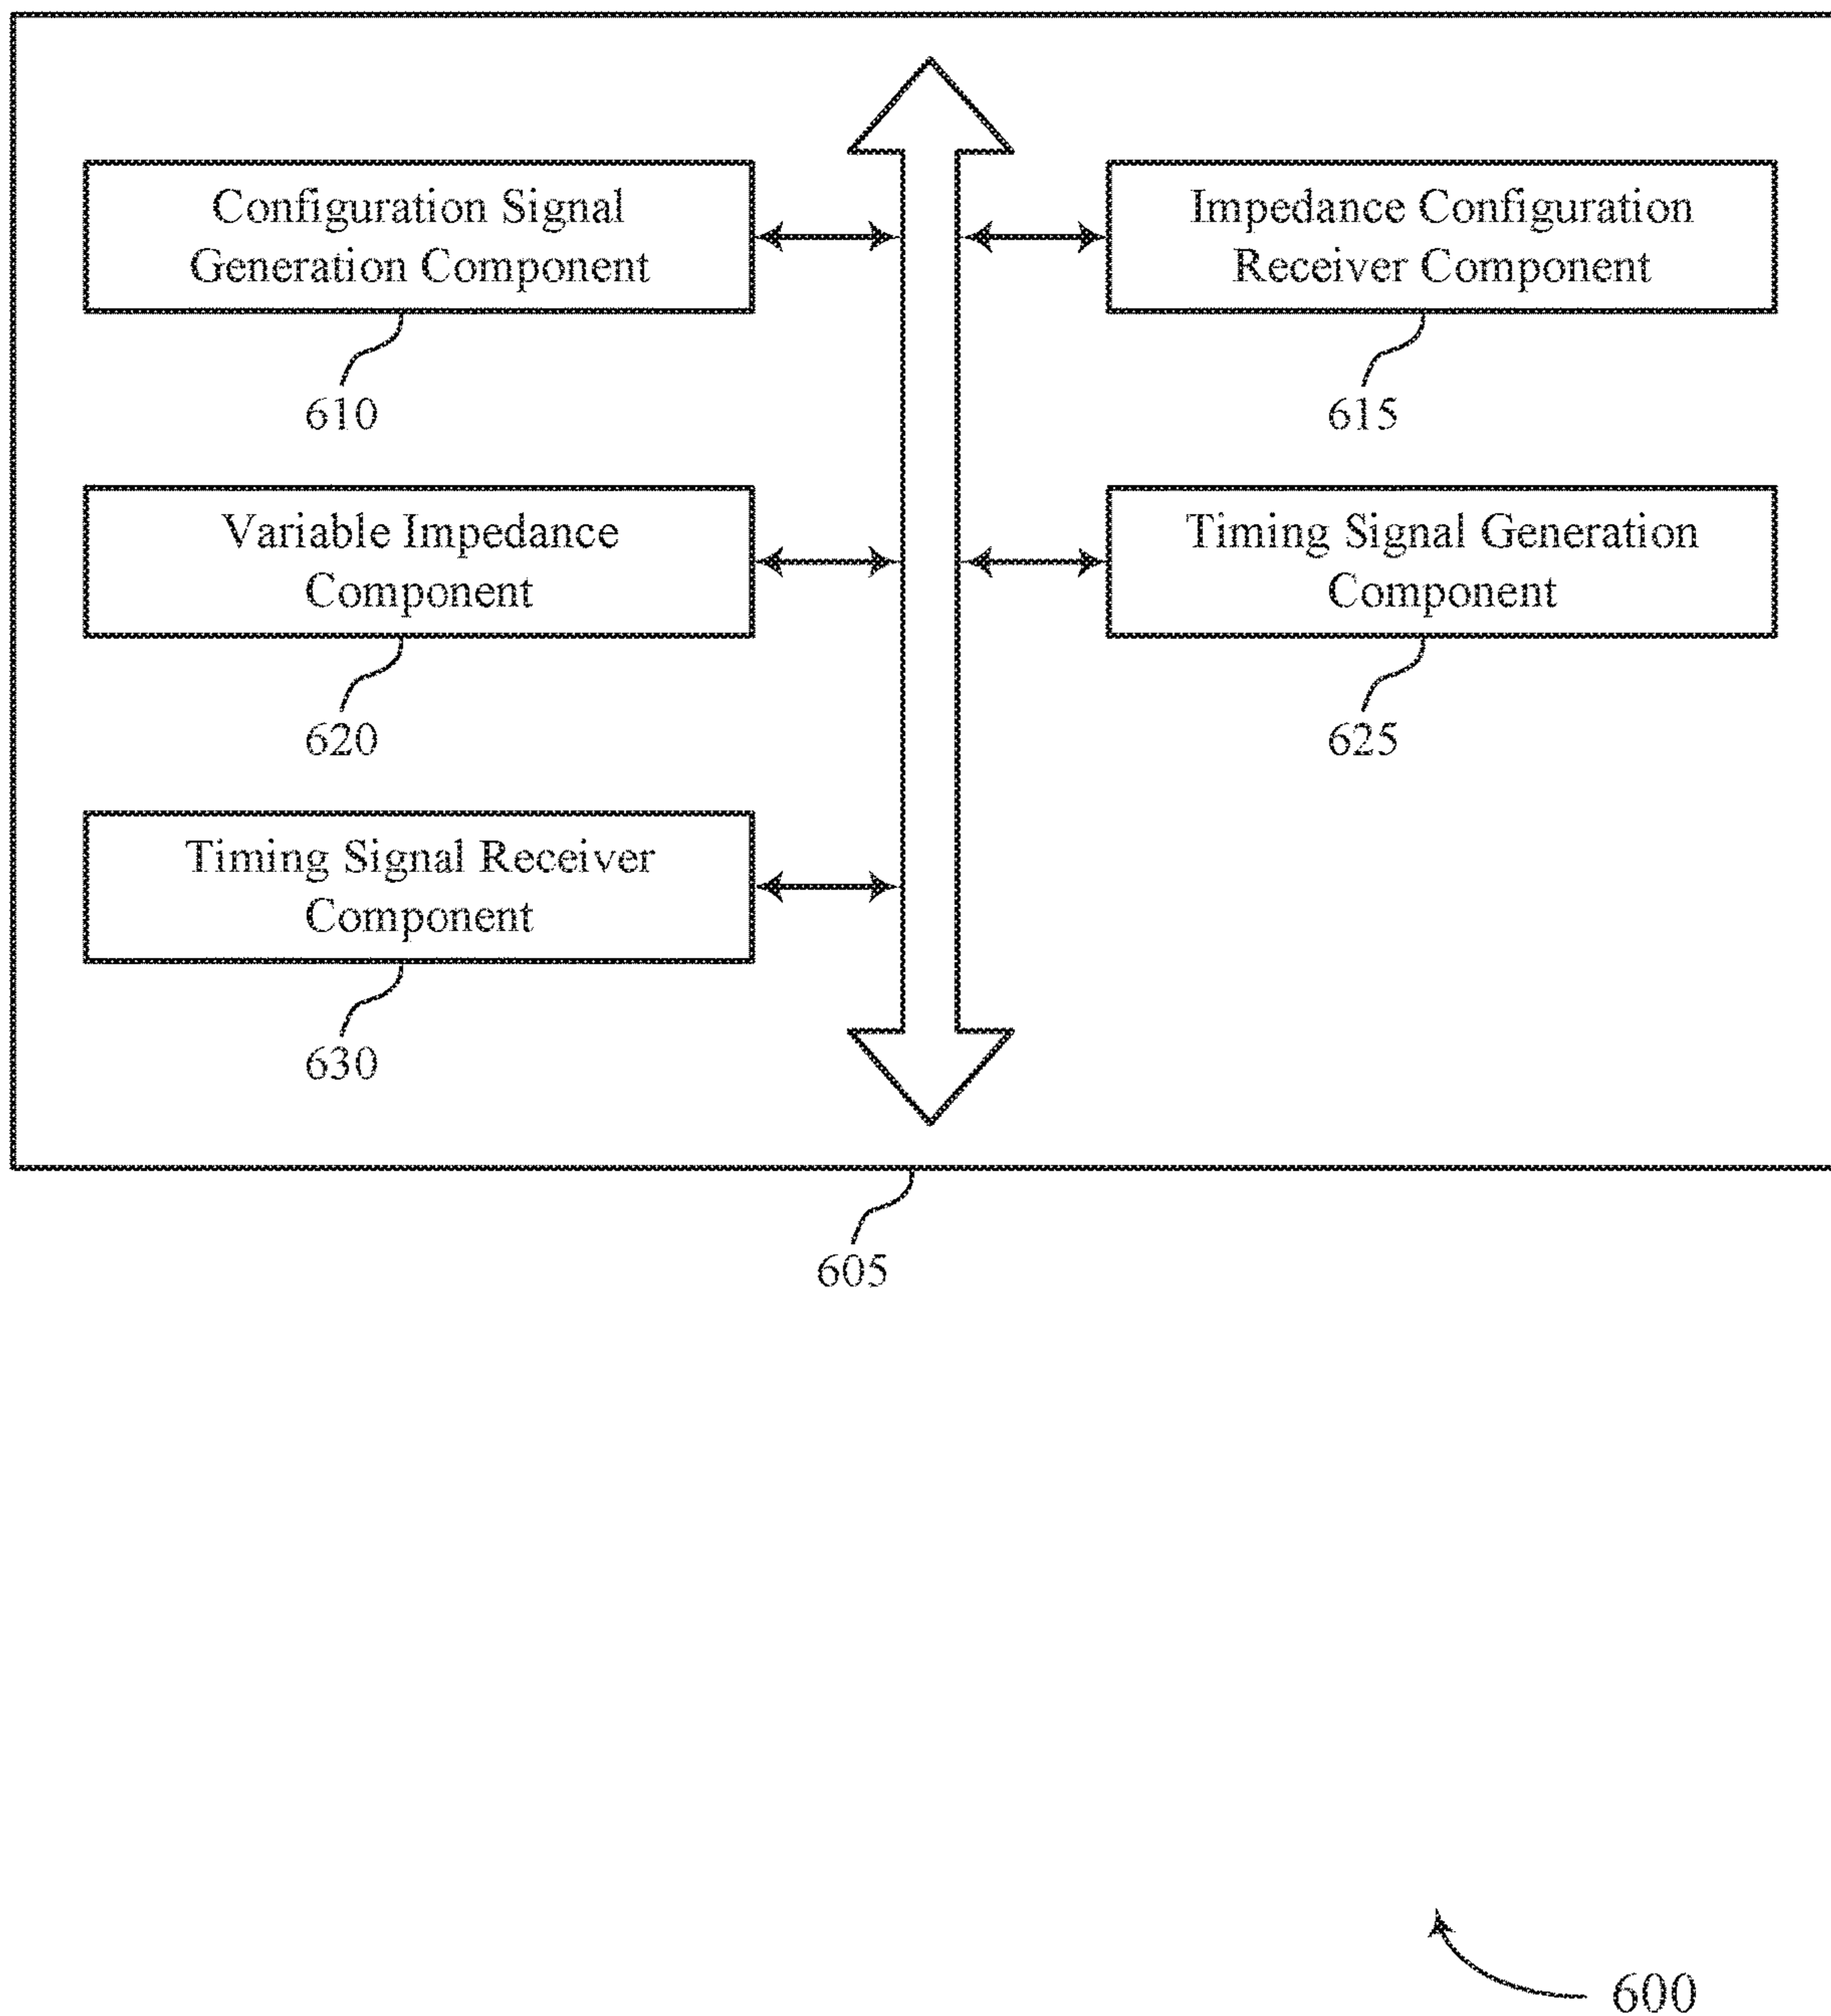 Configuration Signal
Generation Component
610
Impedance Configuration
Receiver Component
615
Variable Impedance
Component
620
Timing Signal Generation
Component
625
Timing Signal Receiver
Component
630
605
600